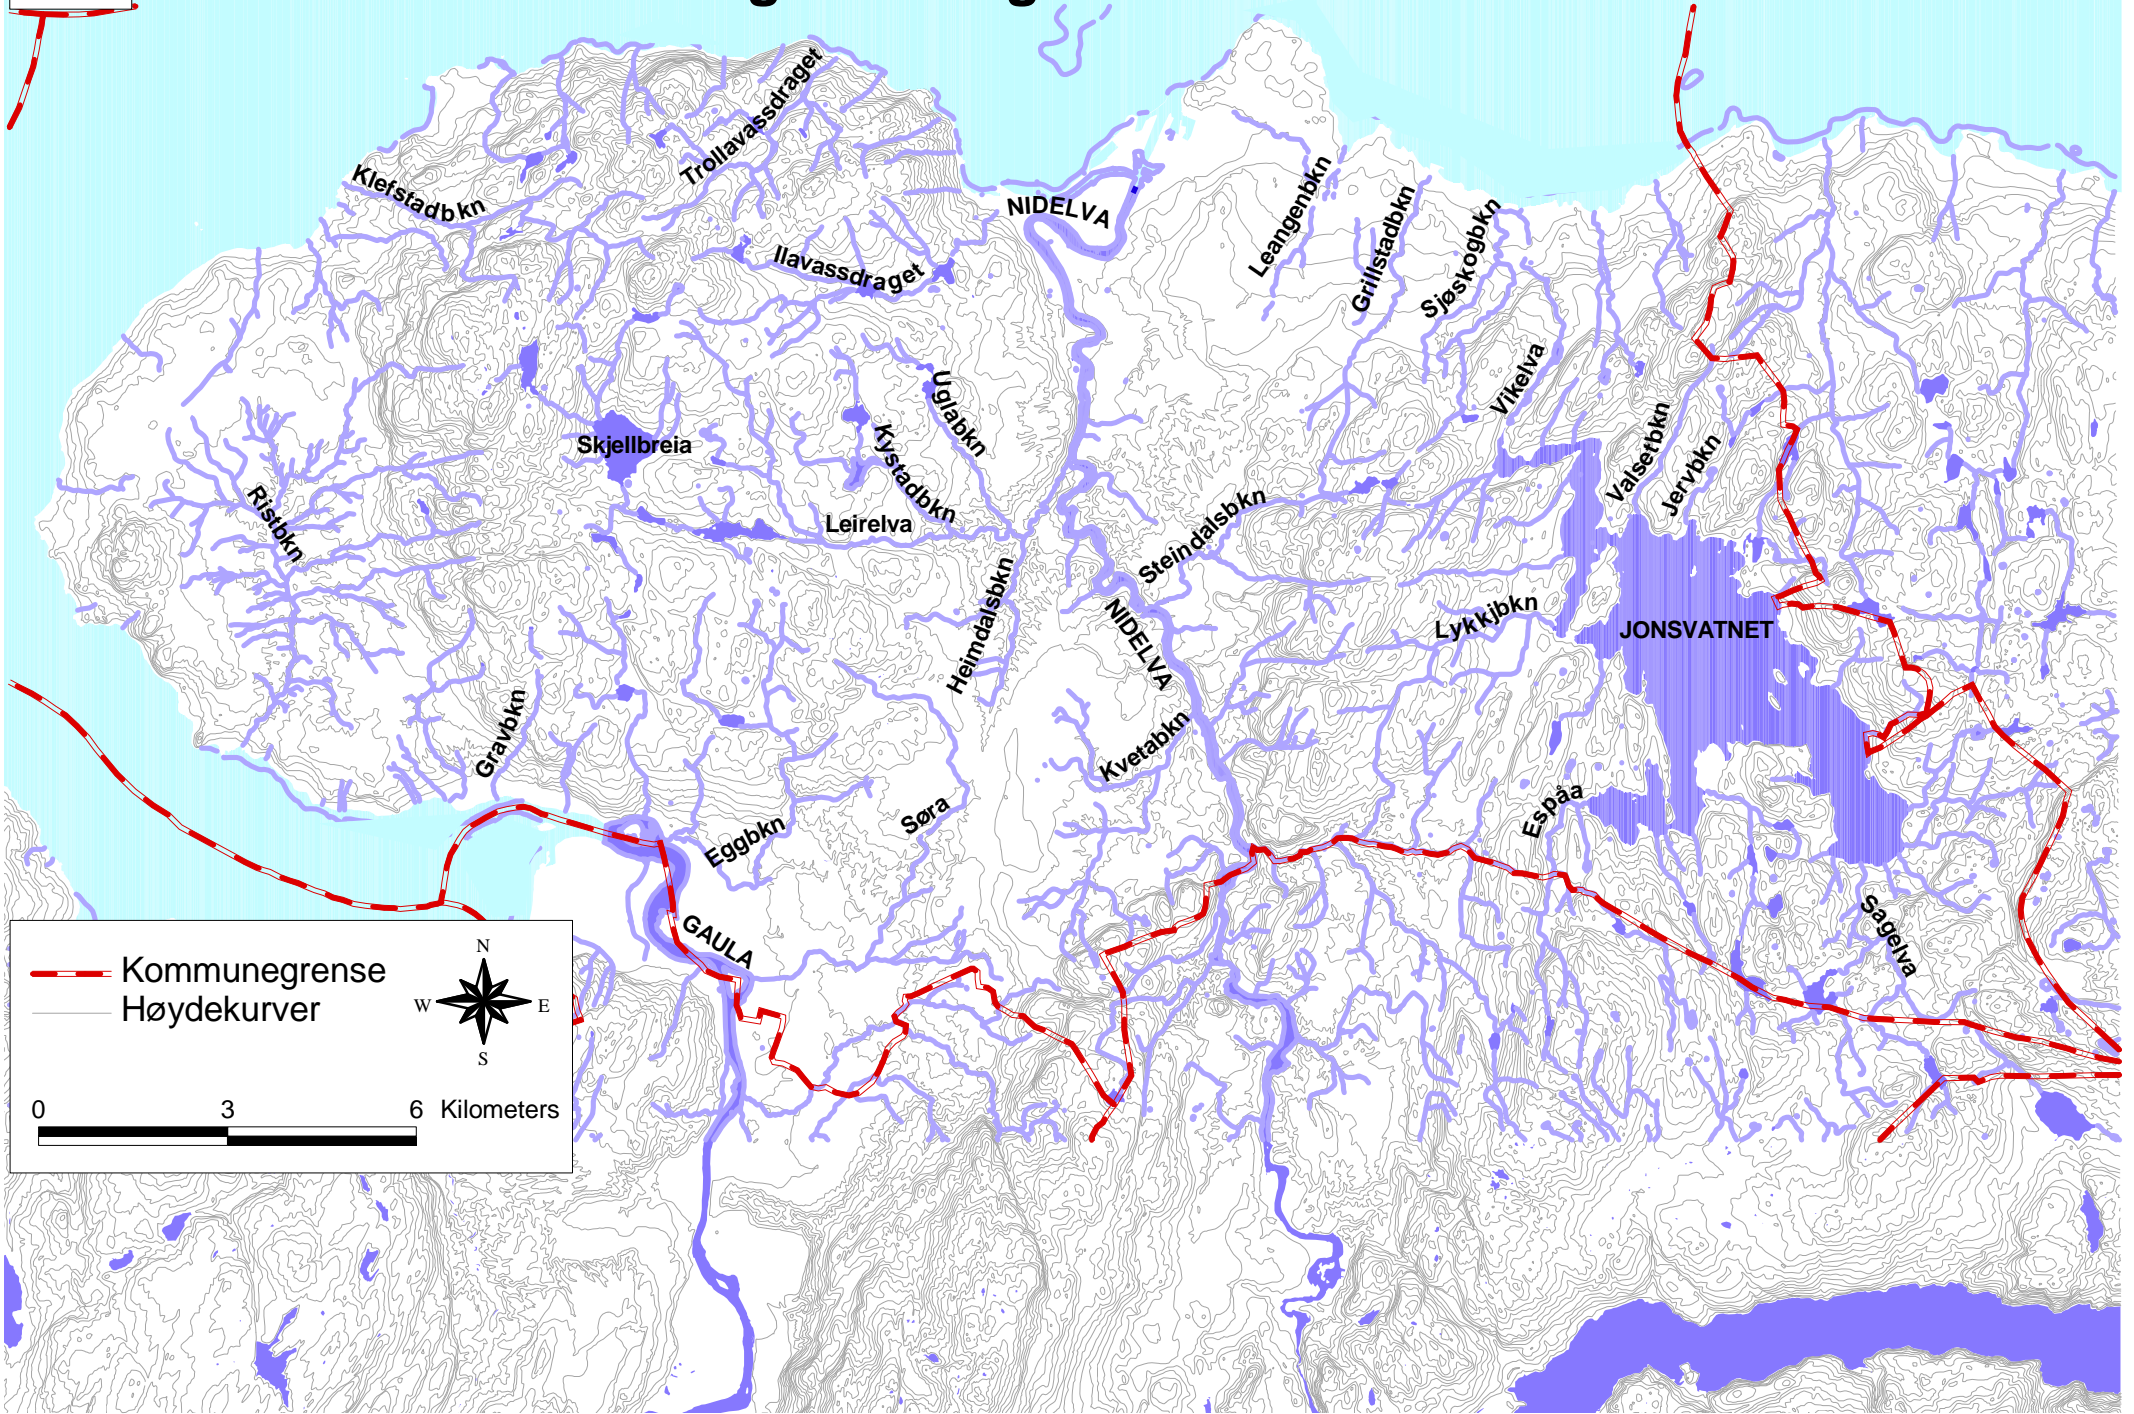 Trollavassdraget
Klefstadbkn
NIDELVA
Ilavassdraget
Leangenbkn
Grillstadbkn
Sjøskogbkn
Vikelva
Uglabkn
Kystadbkn
Skjellbreia
Ristbkn
Leirelva
Steindalsbkn
Valsetbkn
Jervbkn
Heimdalsbkn
NIDELVA
Lykkjbkn
JONSVATNET
Gravbkn
Kvetabkn
Søra
Eggbkn
Espåa
GAULA
Sagelva
Kommunegrense
Høydekurver
N
W
E
S
0 3 6 Kilometers